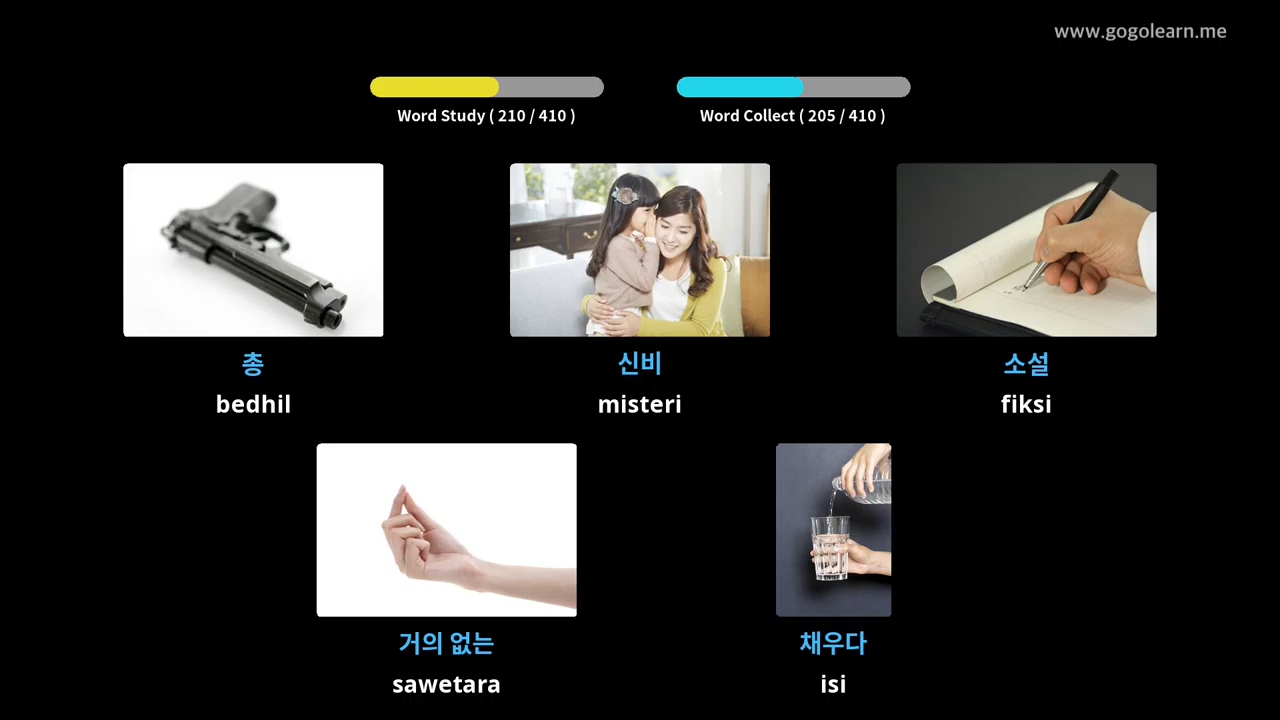 www.gogolearn.me
Word Study ( 210 / 410 )
Word Collect ( 205 / 410 )
총
bedhil
신비
misteri
소설
fiksi
거의 없는
sawetara
채우다
isi